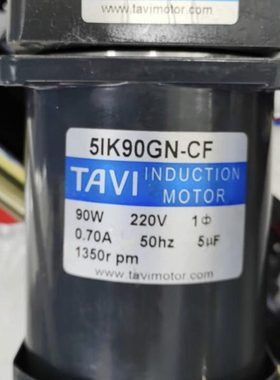 www.tavimotor.com
5IK90GN-CF
TAVI INDUCTION MOTOR
90W 220V 1Φ
0.70A 50hz 5μF
1350r pm
www.tavimotor.com